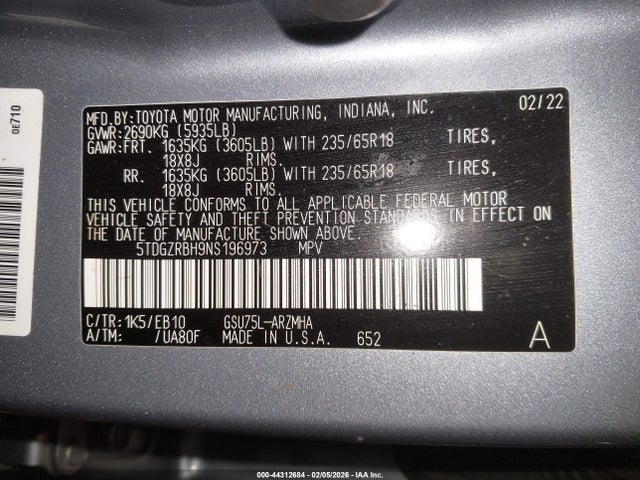 0E710
MFD.BY:TOYOTA MOTOR MANUFACTURING, INDIANA, INC. 02/22
GVWR:2690KG (5935LB)
GAWR:FRT. 1635KG (3605LB) WITH 235/65R18 TIRES,
18X8J RIMS.
RR. 1635KG (3605LB) WITH 235/65R18 TIRES,
18X8J RIMS.
THIS VEHICLE CONFORMS TO ALL APPLICABLE FEDERAL MOTOR
VEHICLE SAFETY AND THEFT PREVENTION STANDARDS IN EFFECT ON
THE DATE OF MANUFACTURE SHOWN ABOVE.
5TDGZRBH9NS196973 MPV
C/TR:1K5/EB10 GSU75L-ARZMHA
A/TM: /UA80F MADE IN U.S.A. 652 A
000-44312684 - 02/05/2026 - IAA Inc.